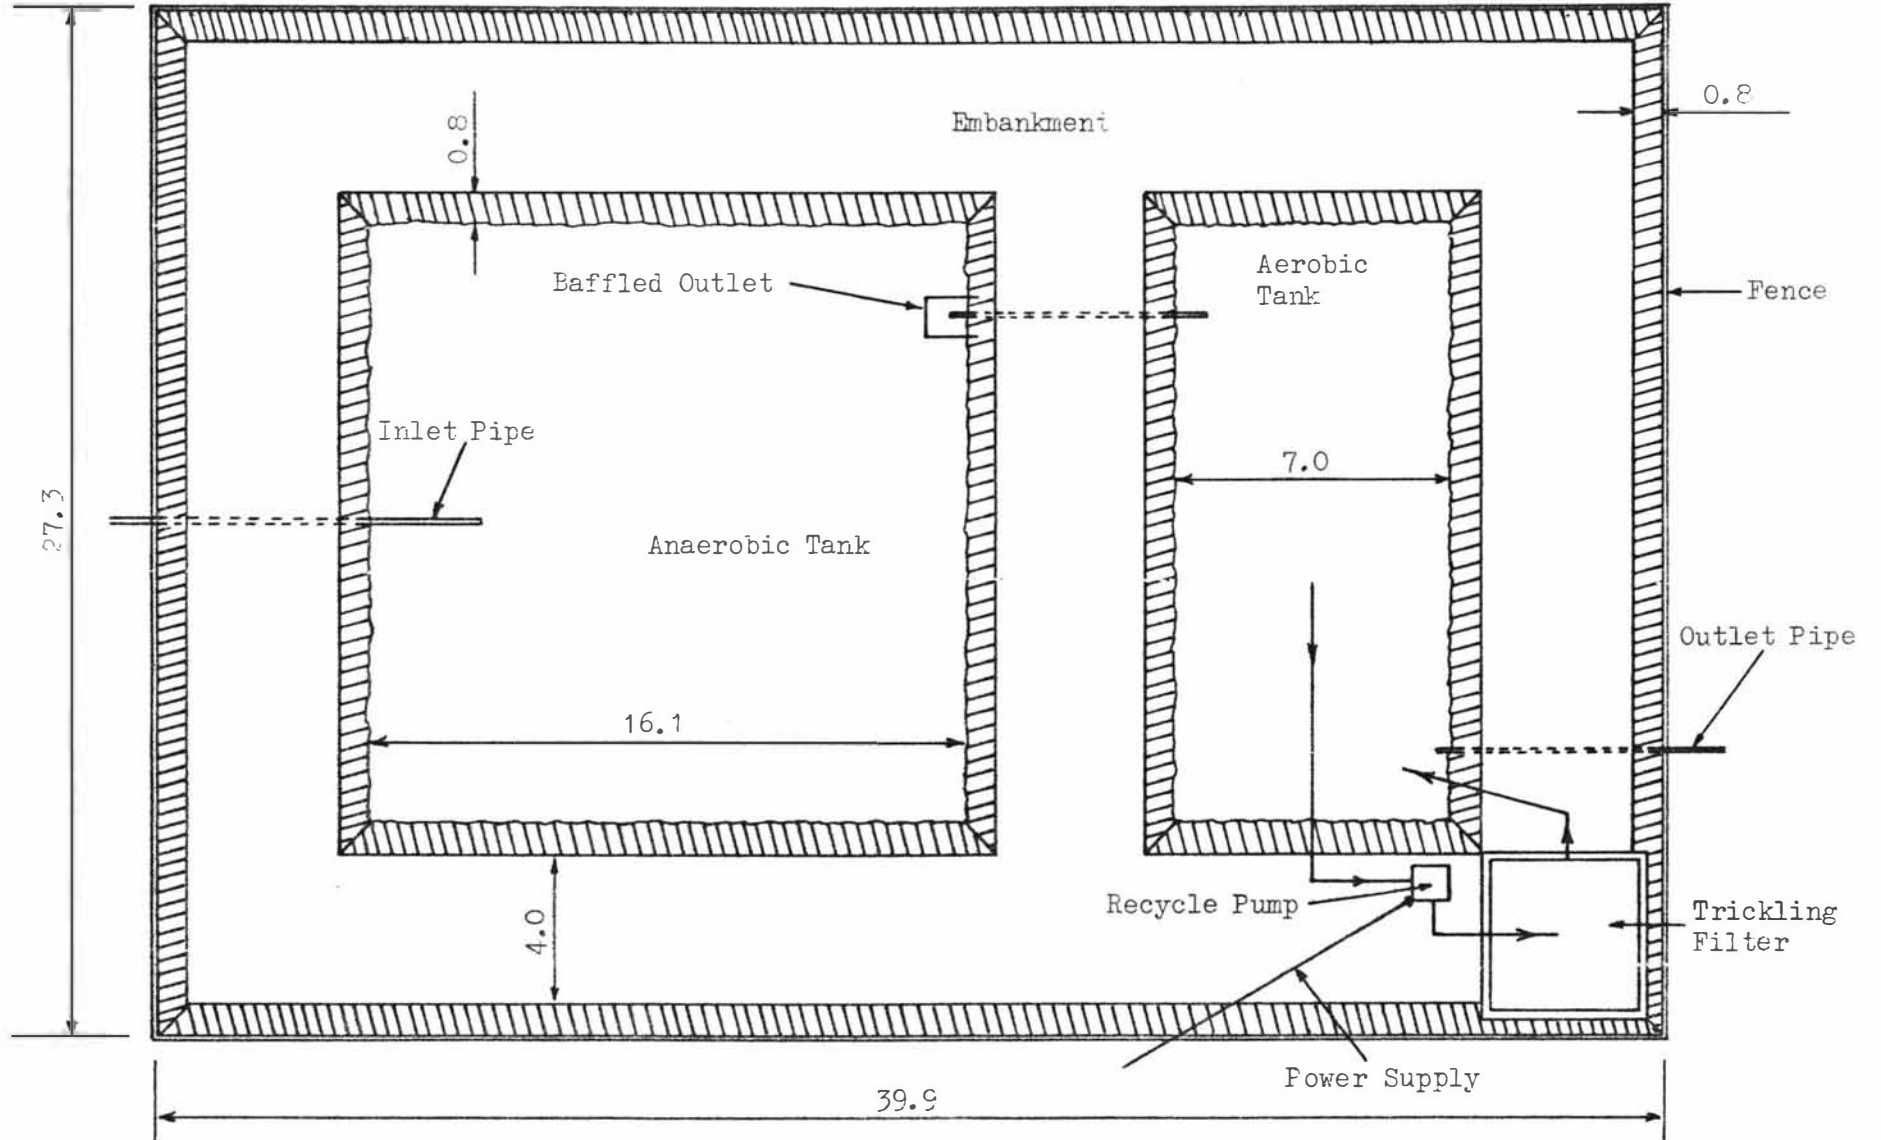 0.8
Embankment
0.8
Aerobic
Tank
Baffled Outlet
Fence
Inlet Pipe
7.0
27.3
Anaerobic Tank
Outlet Pipe
16.1
4.0
Recycle Pump
Trickling
Filter
Power Supply
39.9